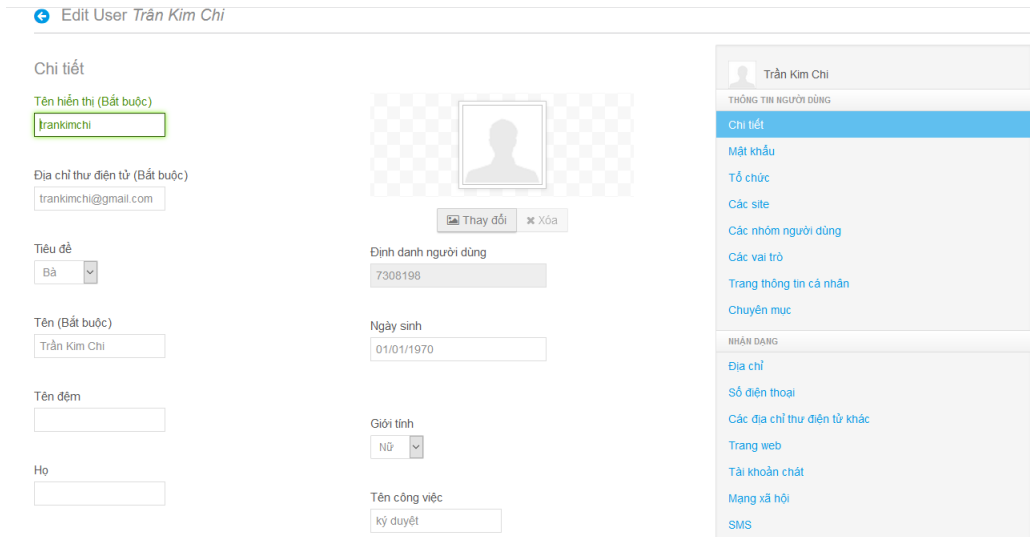 Edit User Trần Kim Chi
Chi tiết
Tên hiển thị (Bắt buộc)
trankimchi
Địa chỉ thư điện tử (Bắt buộc)
trankimchi@gmail.com
Tiêu đề
Bà
Tên (Bắt buộc)
Trần Kim Chi
Tên đệm
Họ
Thay đổi
Xóa
Định danh người dùng
7308198
Ngày sinh
01/01/1970
Giới tính
Nữ
Tên công việc
ký duyệt
Trần Kim Chi
THÔNG TIN NGƯỜI DÙNG
Chi tiết
Mật khẩu
Tổ chức
Các site
Các nhóm người dùng
Các vai trò
Trang thông tin cá nhân
Chuyên mục
NHẬN DẠNG
Địa chỉ
Số điện thoại
Các địa chỉ thư điện tử khác
Trang web
Tài khoản chát
Mạng xã hội
SMS